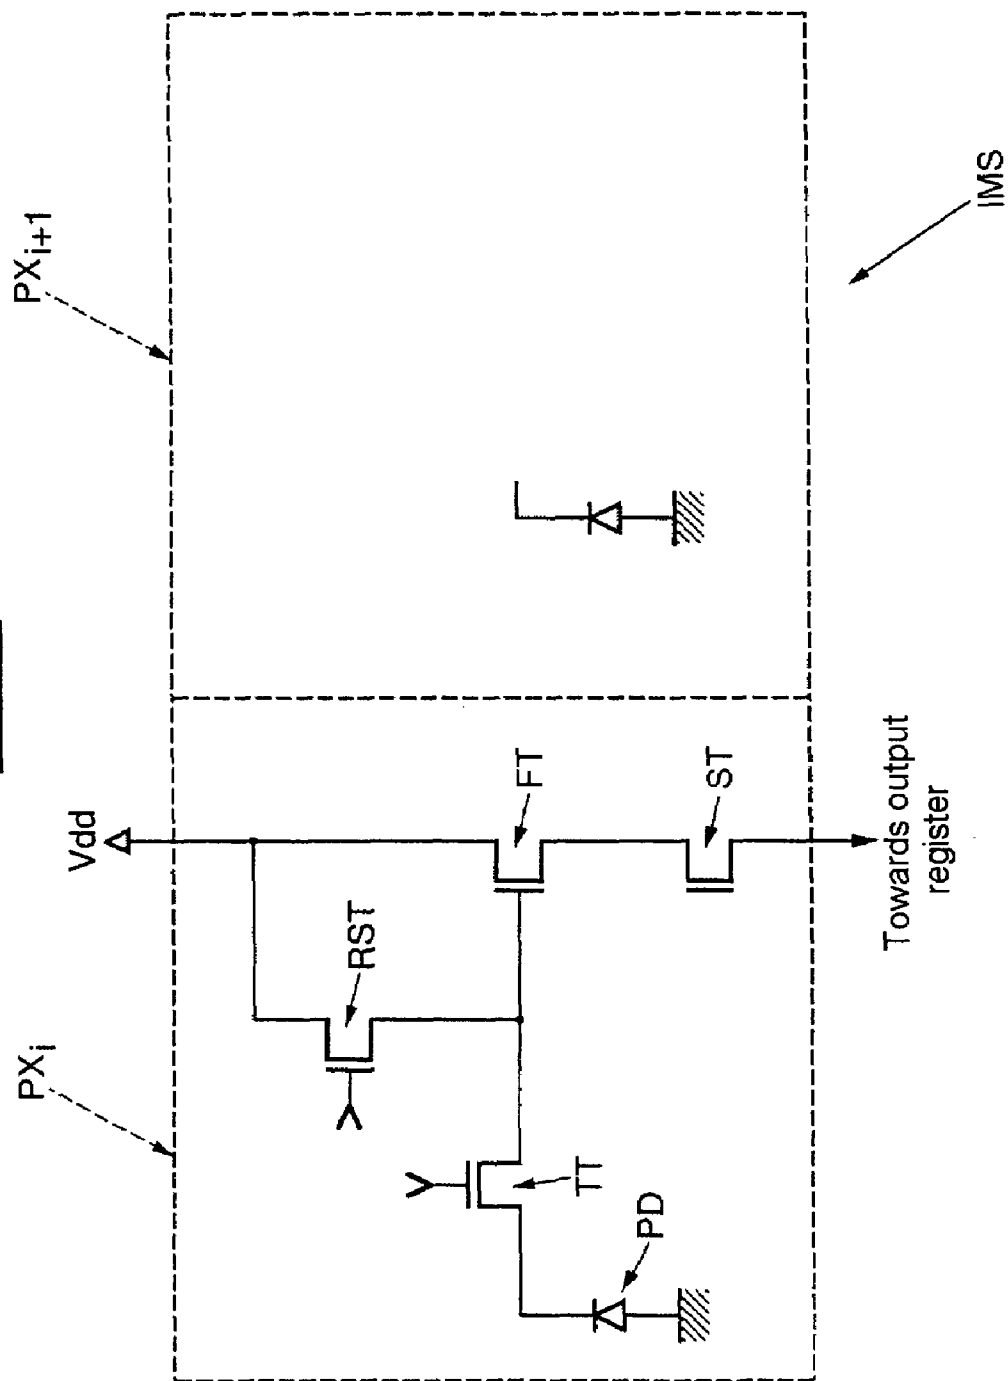 PXi
PXi+1
Vdd
RST
FT
TT
ST
PD
Towards output
register
IMS